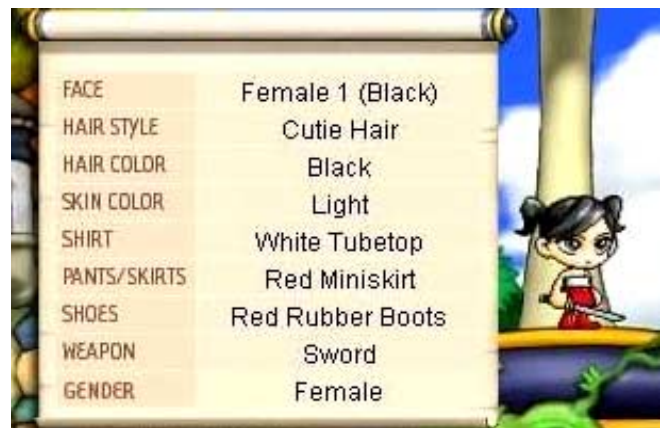 FACE Female 1 (Black)
HAIR STYLE Cutie Hair
HAIR COLOR Black
SKIN COLOR Light
SHIRT White Tubetop
PANTS/SKIRTS Red Miniskirt
SHOES Red Rubber Boots
WEAPON Sword
GENDER Female